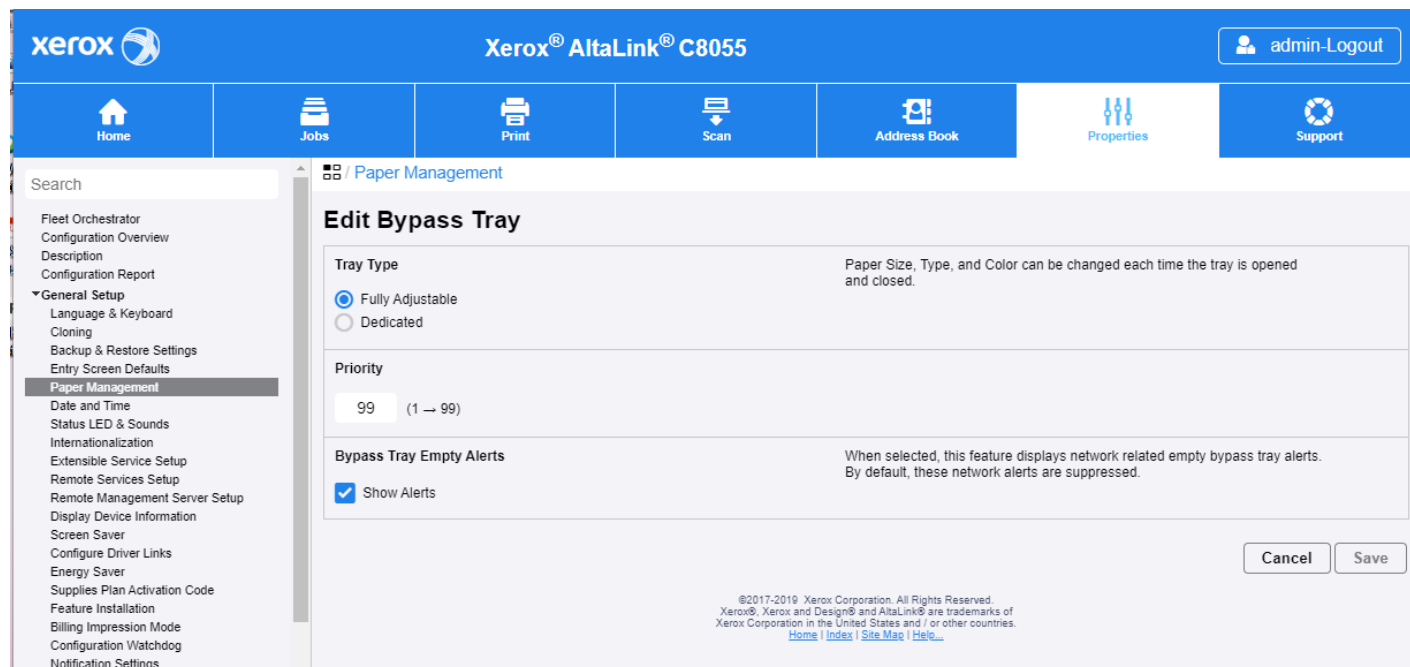 xerox
Xerox® AltaLink® C8055
admin-Logout
Home
Jobs
Print
Scan
Address Book
Properties
Support
Search
Fleet Orchestrator
Configuration Overview
Description
Configuration Report
General Setup
Language & Keyboard
Cloning
Backup & Restore Settings
Entry Screen Defaults
Paper Management
Date and Time
Status LED & Sounds
Internationalization
Extensible Service Setup
Remote Services Setup
Remote Management Server Setup
Display Device Information
Screen Saver
Configure Driver Links
Energy Saver
Supplies Plan Activation Code
Feature Installation
Billing Impression Mode
Configuration Watchdog
Notification Settings
/ Paper Management
Edit Bypass Tray
Tray Type
Fully Adjustable
Dedicated
Paper Size, Type, and Color can be changed each time the tray is opened
and closed.
Priority
99 (1 → 99)
Bypass Tray Empty Alerts
Show Alerts
When selected, this feature displays network related empty bypass tray alerts.
By default, these network alerts are suppressed.
Cancel
Save
©2017-2019 Xerox Corporation. All Rights Reserved.
Xerox®, Xerox and Design® and AltaLink® are trademarks of
Xerox Corporation in the United States and / or other countries.
Home | Index | Site Map | Help...